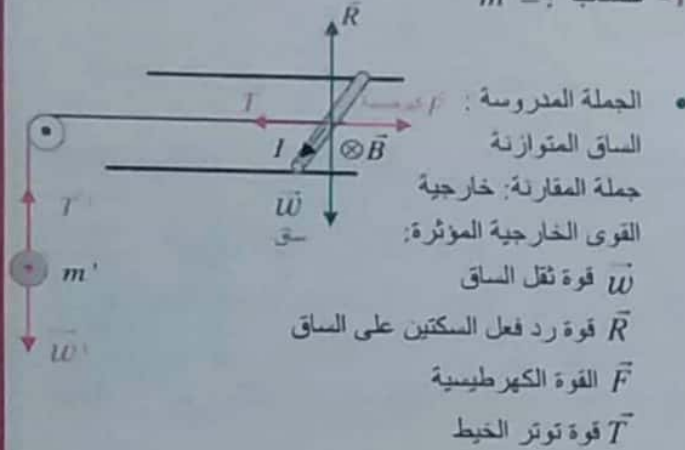 m'
R
الجملة المدروسة :
T
F
I
⊗B
الساق المتوازنة
جملة المقارنة: خارجية
T
w
ساق
القوى الخارجية المؤثرة:
m'
w قوة ثقل الساق
w'
R قوة رد فعل السكتين على الساق
F القوة الكهرطيسية
T قوة توتر الخيط